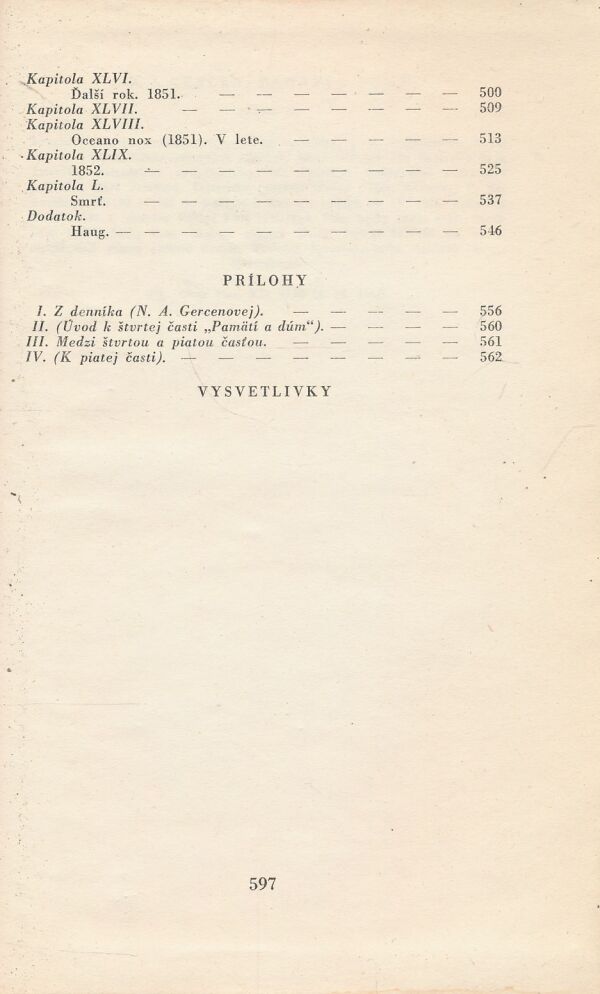 Kapitola XLVI.
Ďalší rok. 1851. — — — — — — — 500
Kapitola XLVII. — — — — — — — — 509
Kapitola XLVIII.
Oceano nox (1851). V lete. — — — — — 513
Kapitola XLIX.
1852. — — — — — — — — — 525
Kapitola L.
Smrť. — — — — — — — — — 537
Dodatok.
Haug. — — — — — — — — — — 546
PRÍLOHY
I. Z denníka (N. A. Gercenovej). — — — — — 556
II. (Úvod k štvrtej časti „Pamätí a dúm“). — — — — 560
III. Medzi štvrtou a piatou časťou. — — — — — 561
IV. (K piatej časti). — — — — — — — — 562
VYSVETLIVKY
597